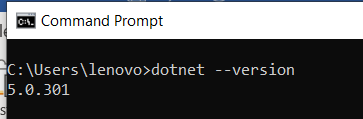 Command Prompt
C:\Users\lenovo>dotnet --version
5.0.301